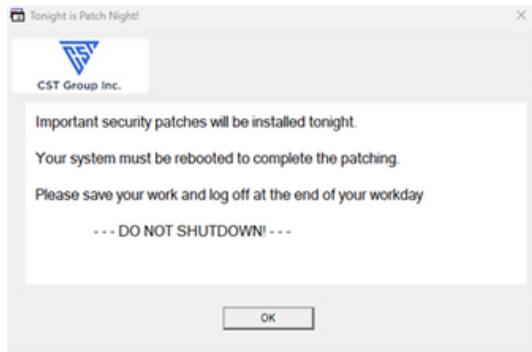 Tonight is Patch Night!
CST Group Inc.
Important security patches will be installed tonight.
Your system must be rebooted to complete the patching.
Please save your work and log off at the end of your workday
- - - DO NOT SHUTDOWN! - - -
OK